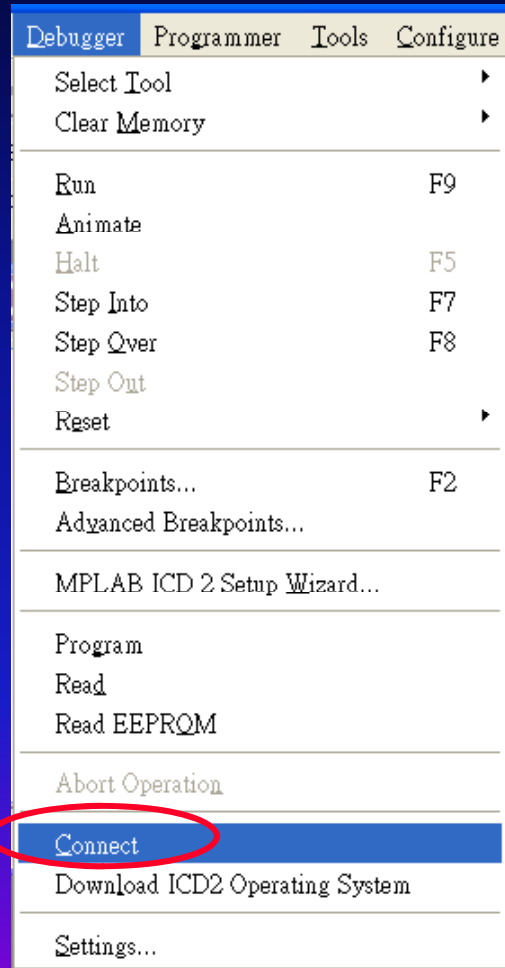 Debugger Programmer Tools Configure
Select Tool
Clear Memory
Run F9
Animate
Halt F5
Step Into F7
Step Over F8
Step Out
Reset
Breakpoints... F2
Advanced Breakpoints...
MPLAB ICD 2 Setup Wizard...
Program
Read
Read EEPROM
Abort Operation
Connect
Download ICD2 Operating System
Settings...